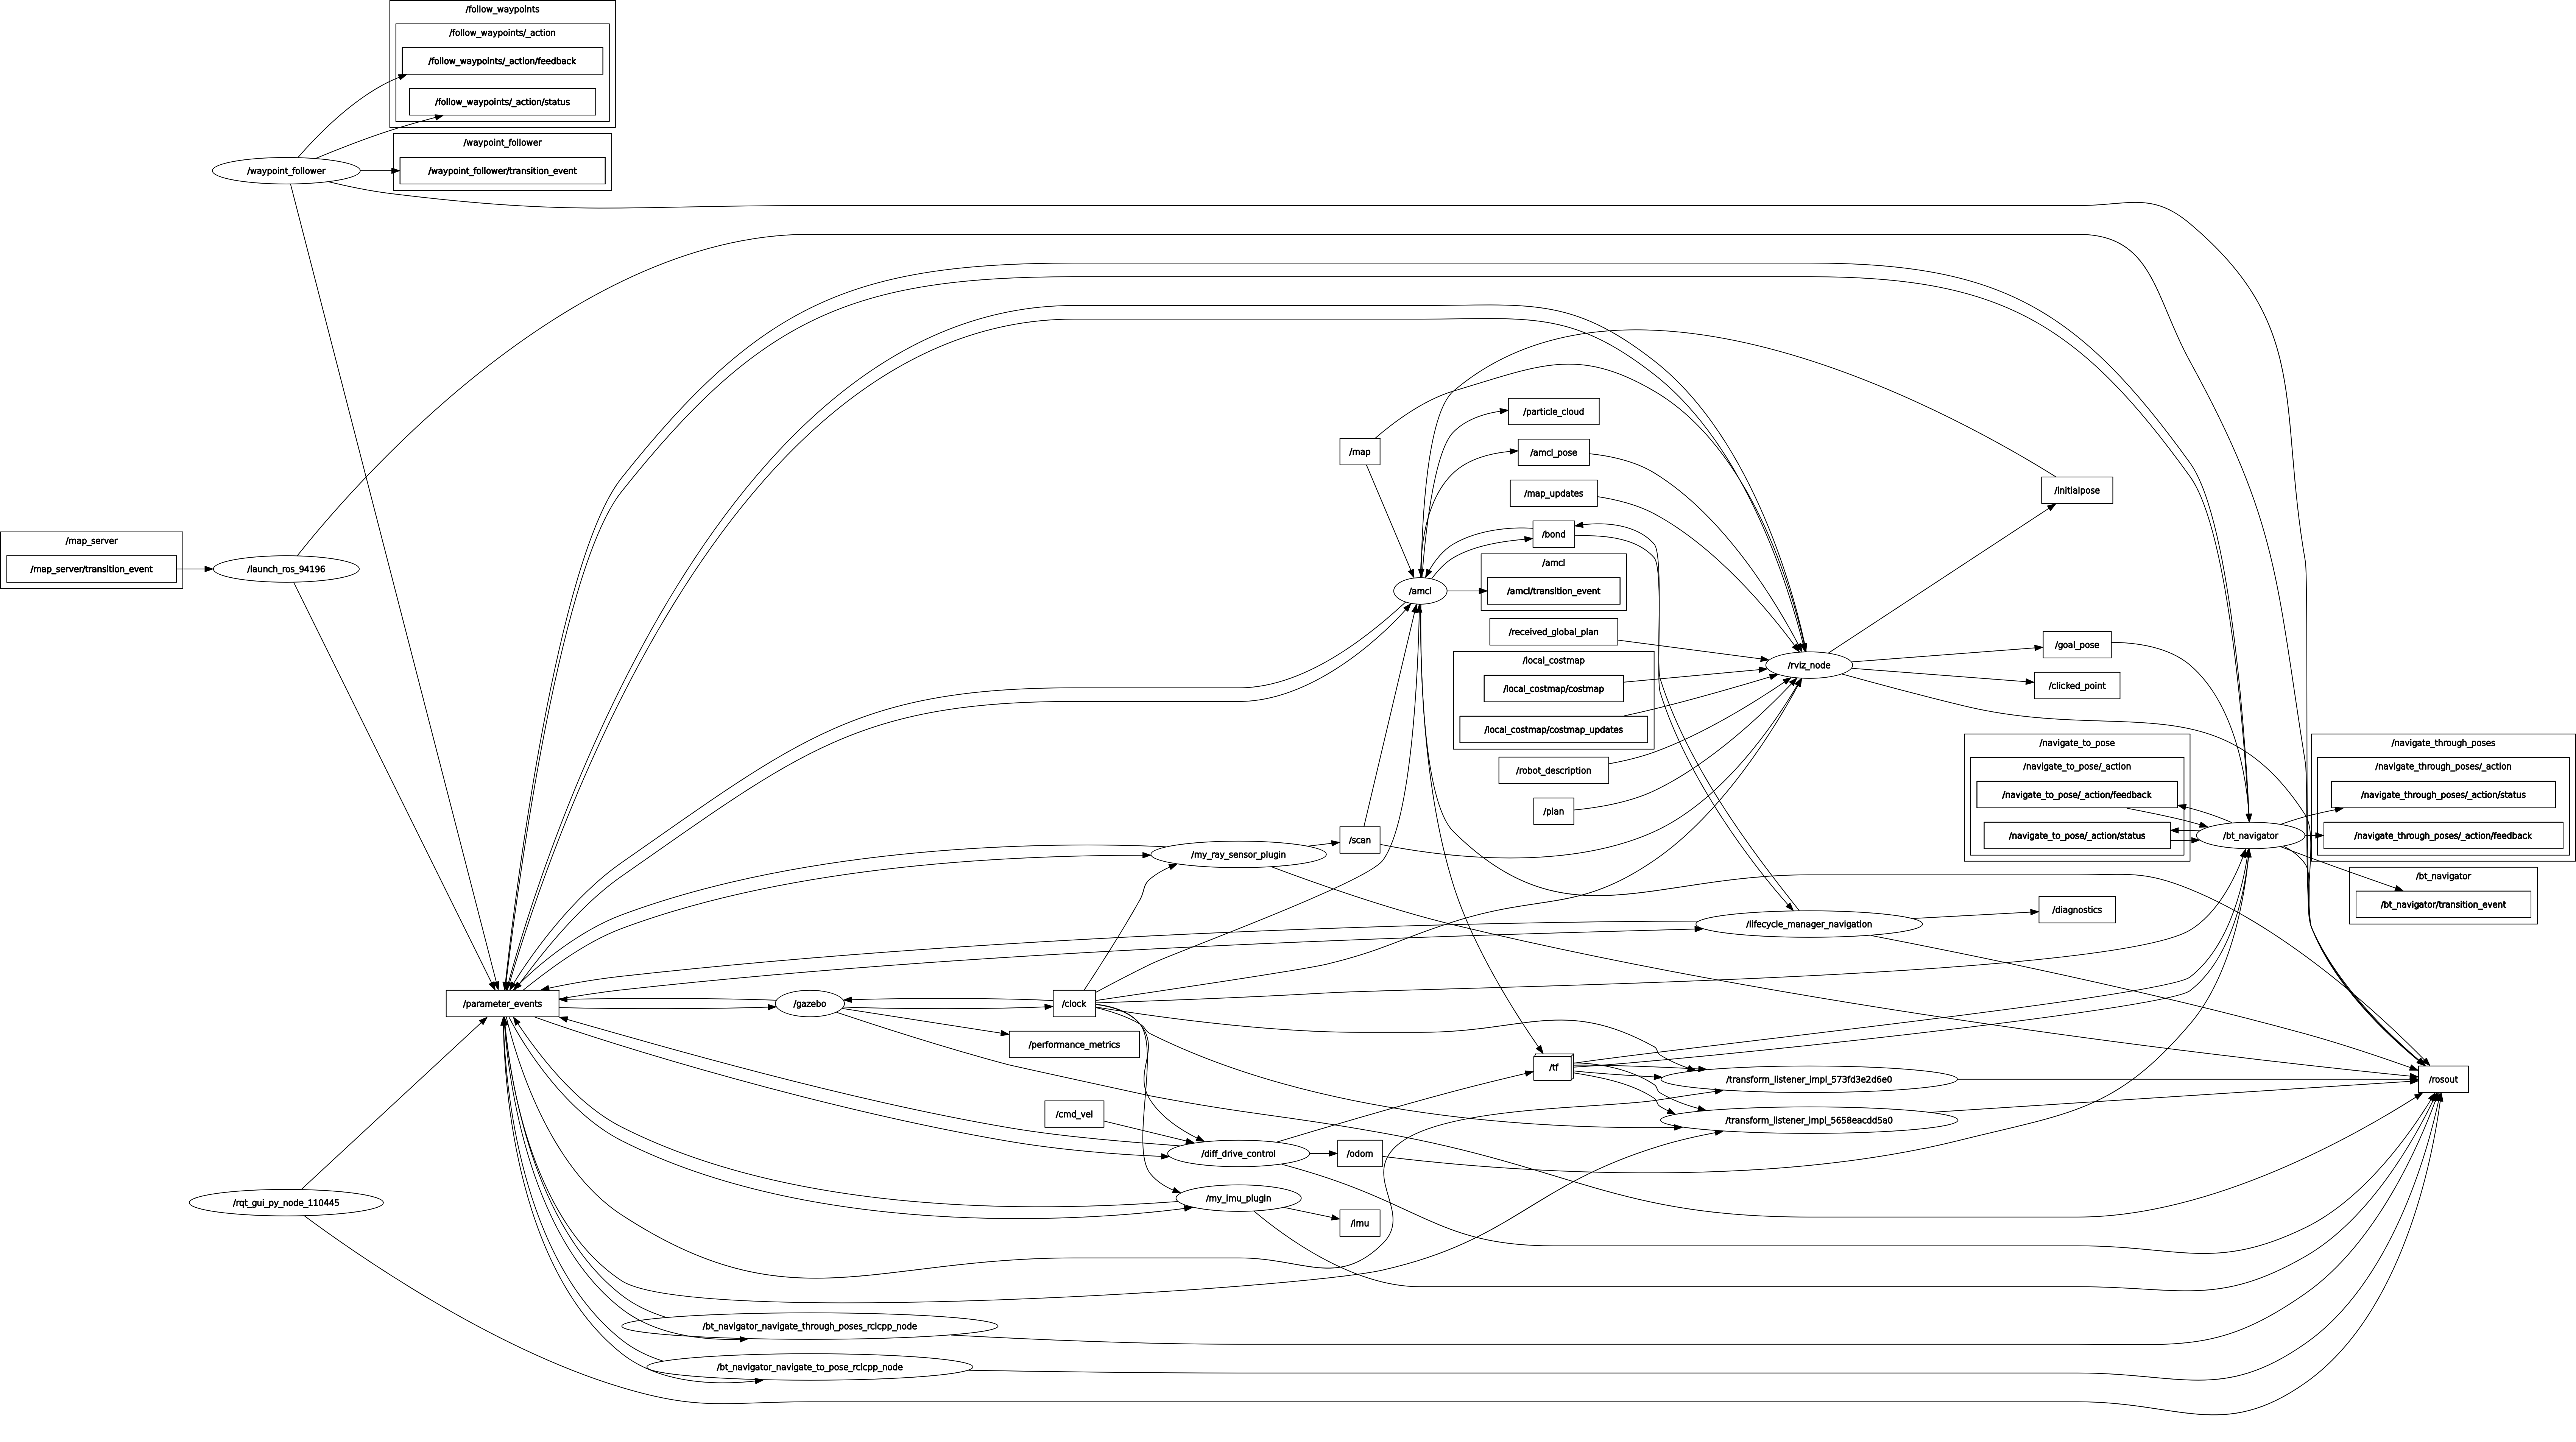 /follow_waypoints
/follow_waypoints/_action
/follow_waypoints/_action/feedback
/follow_waypoints/_action/status
/waypoint_follower
/waypoint_follower/transition_event
/waypoint_follower
/map_server
/map_server/transition_event
/launch_ros_94196
/particle_cloud
/map
/amcl_pose
/map_updates
/initialpose
/bond
/amcl
/amcl
/amcl/transition_event
/received_global_plan
/local_costmap
/local_costmap/costmap
/local_costmap/costmap_updates
/rviz_node
/goal_pose
/clicked_point
/robot_description
/plan
/navigate_to_pose
/navigate_to_pose/_action
/navigate_to_pose/_action/feedback
/navigate_to_pose/_action/status
/bt_navigator
/navigate_through_poses
/navigate_through_poses/_action
/navigate_through_poses/_action/status
/navigate_through_poses/_action/feedback
/bt_navigator
/bt_navigator/transition_event
/scan
/my_ray_sensor_plugin
/diagnostics
/lifecycle_manager_navigation
/parameter_events
/gazebo
/clock
/performance_metrics
/tf
/transform_listener_impl_573fd3e2d6e0
/rosout
/cmd_vel
/transform_listener_impl_5658eacdd5a0
/diff_drive_control
/odom
/rqt_gui_py_node_110445
/my_imu_plugin
/imu
/bt_navigator_navigate_through_poses_rclcpp_node
/bt_navigator_navigate_to_pose_rclcpp_node